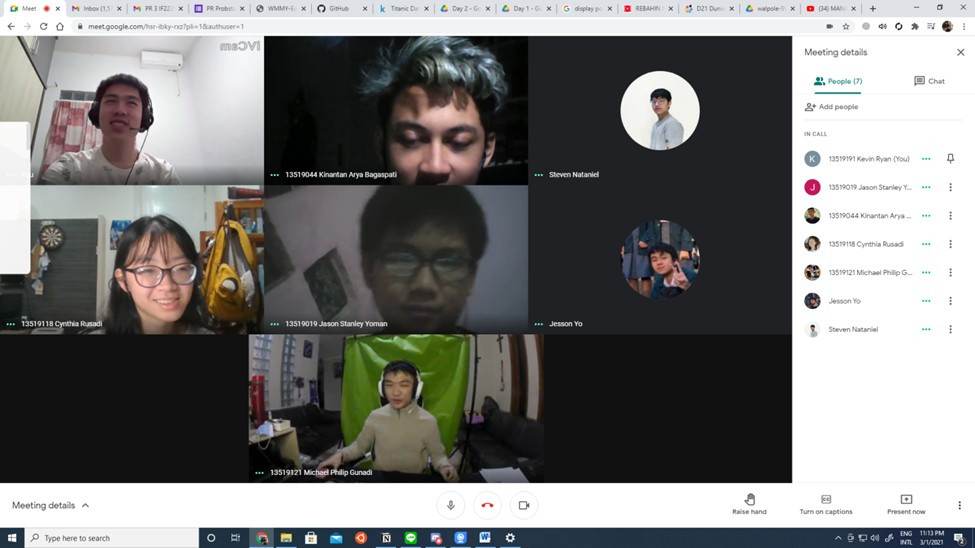 Meet
Inbox (1,1
PR 3 IF2
PR Probsta
WMMY-E
GitHub
Titanic Da
Day 2 - G
Day 1 - G
display po
REBAHIN
D21 Dunie
walpole-R
(34) MAN
meet.google.com/hsr-ibky-rxz?pli=1&authuser=1
IVCam
You
13519044 Kinantan Arya Bagaspati
Steven Nataniel
13519118 Cynthia Rusadi
13519019 Jason Stanley Yoman
Jesson Yo
13519121 Michael Philip Gunadi
Meeting details
People (7)
Chat
Add people
IN CALL
K
13519191 Kevin Ryan (You)
J
13519019 Jason Stanley Y...
13519044 Kinantan Arya ...
13519118 Cynthia Rusadi
13519121 Michael Philip G...
Jesson Yo
Steven Nataniel
Meeting details
Raise hand
Turn on captions
Present now
Type here to search
ENG
INTL
11:13 PM
3/1/2021